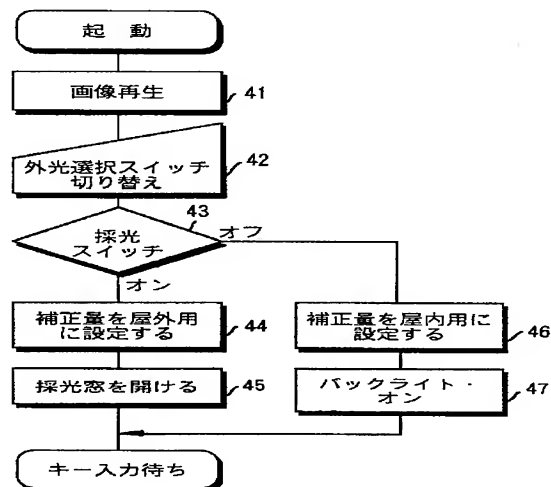 起 動
画像再生
41
外光選択スイッチ
切り替え
42
43
採光
スイッチ
オフ
オン
補正量を屋外用
に設定する
44
補正量を屋内用に
設定する
46
採光窓を開ける
45
バックライト・
オン
47
キー入力待ち